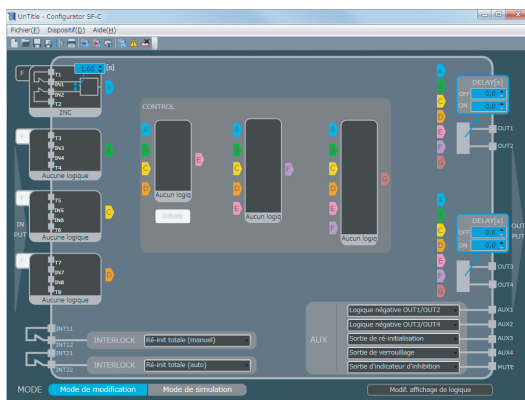 UnTitle - Configurator SF-C
Fichier(F) Dispositif(D) Aide(H)
F
T1
IN1
IN2
T2
2NC
1,00 [s]
A
F
T3
IN3
IN4
T4
Aucune logique
B
F
T5
IN5
IN6
T6
Aucune logique
C
F
T7
IN7
IN8
T8
Aucune logique
D
IN
PUT
CONTROL
A
B
C
D
Aucun logiq
Détails
E
A
B
C
D
E
Aucun logiq
F
A
B
C
D
E
F
Aucun logiq
G
A
B
C
D
E
F
G
DELAY[s]
OFF 0,0
ON 0,0
OUT1
OUT2
A
B
C
D
E
F
G
DELAY[s]
OFF 0,0
ON 0,0
OUT3
OUT4
OUT
PUT
INT11
INT12
INTERLOCK Ré-init totale (manuel)
INT21
INT22
INTERLOCK Ré-init totale (auto)
AUX
Logique négative OUT1/OUT2 AUX1
Logique négative OUT3/OUT4 AUX2
Sortie de ré-initialisation AUX3
Sortie de verrouillage AUX4
Sortie d'indicateur d'inhibition MUTE
MODE Mode de modification Mode de simulation Modif. affichage de logique